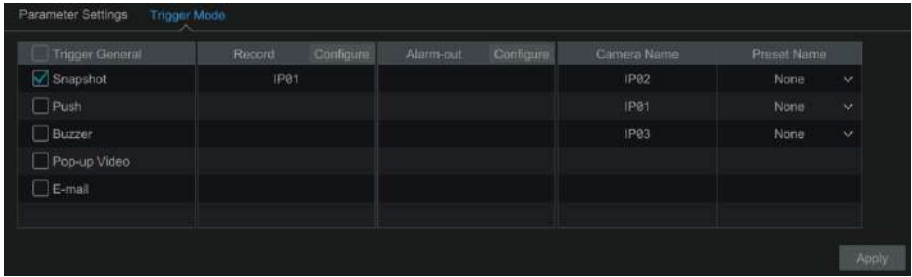 Parameter Settings Trigger Mode
Trigger General Record Configure Alarm-out Configure Camera Name Preset Name
Snapshot IP01 IP02 None
Push IP01 None
Buzzer IP03 None
Pop-up Video
E-mail
Apply